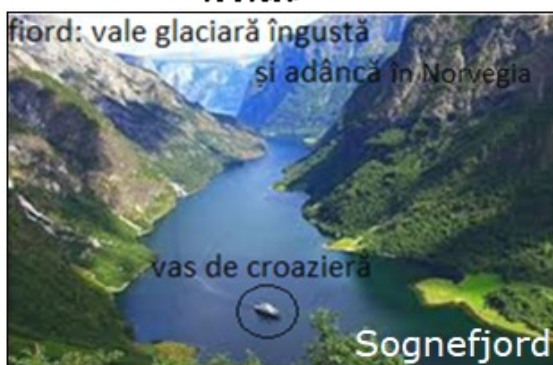 fiord: vale glaciară îngustă
și adâncă în Norvegia
vas de croazieră
Sognefjord